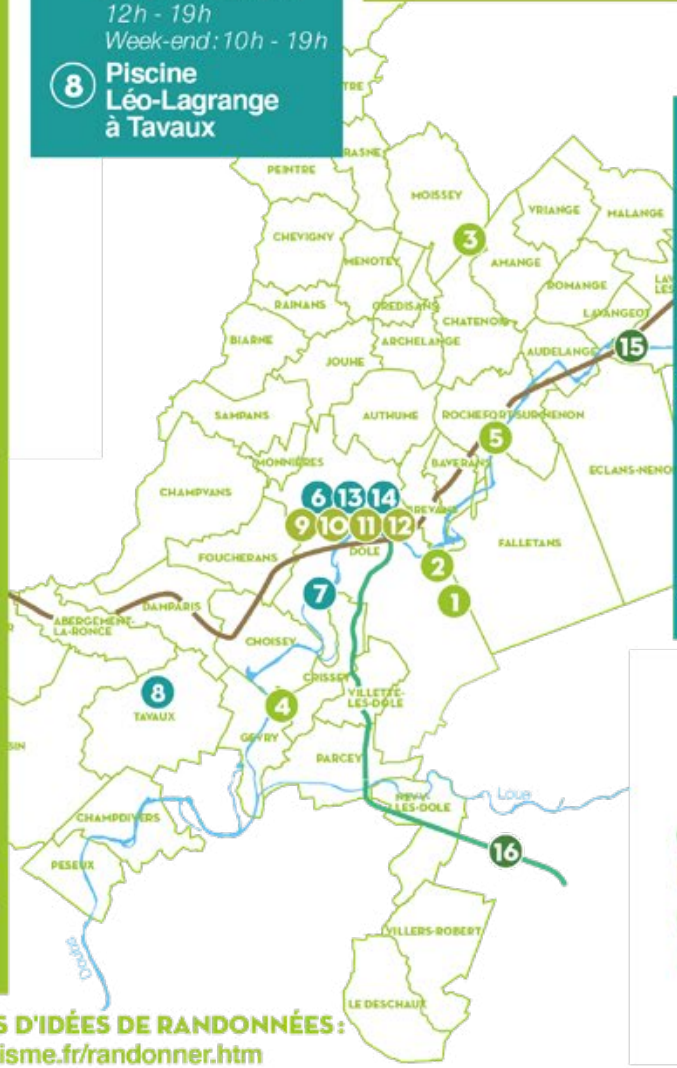 12h - 19h
Week-end : 10h - 19h
8 Piscine
Léo-Lagrange
à Tavaux
TRE
RASNE
PEINTRE
MOISSEY
VRIANGE
MALANGE
CHEVIGNY
3
MENOTEY
AMANGE
ROMANGE
RAINANS
GREDISANS
CHATENOIS
LAVANGEOT
BIARNE
ARCHELANGE
15
JOUHE
AUDELANGE
SAMPANS
AUTHUME
ROCHEFORT-SUR-NENON
5
MONNIÈRES
BAVERANS
ECLANS-NENO
CHAMPVANS
6 13 14
BREVANS
9 10 11 12
FALLETANS
FOUCHERANS
DOLE
2
7
1
DAMPARIS
ABERGEMENT-
LA-RONCE
CHOISEY
CRISSEY
8
TAVAUX
4
VILLETTE-
LES-DOLE
GEVRY
SIN
PARCEY
Loue
NEVY-
LES-DOLE
CHAMPDIVERS
16
PESEUX
VILLERS-ROBERT
Doubs
LE DESCHAUX
S D'IDÉES DE RANDONNÉES :
isme.fr/randonner.htm